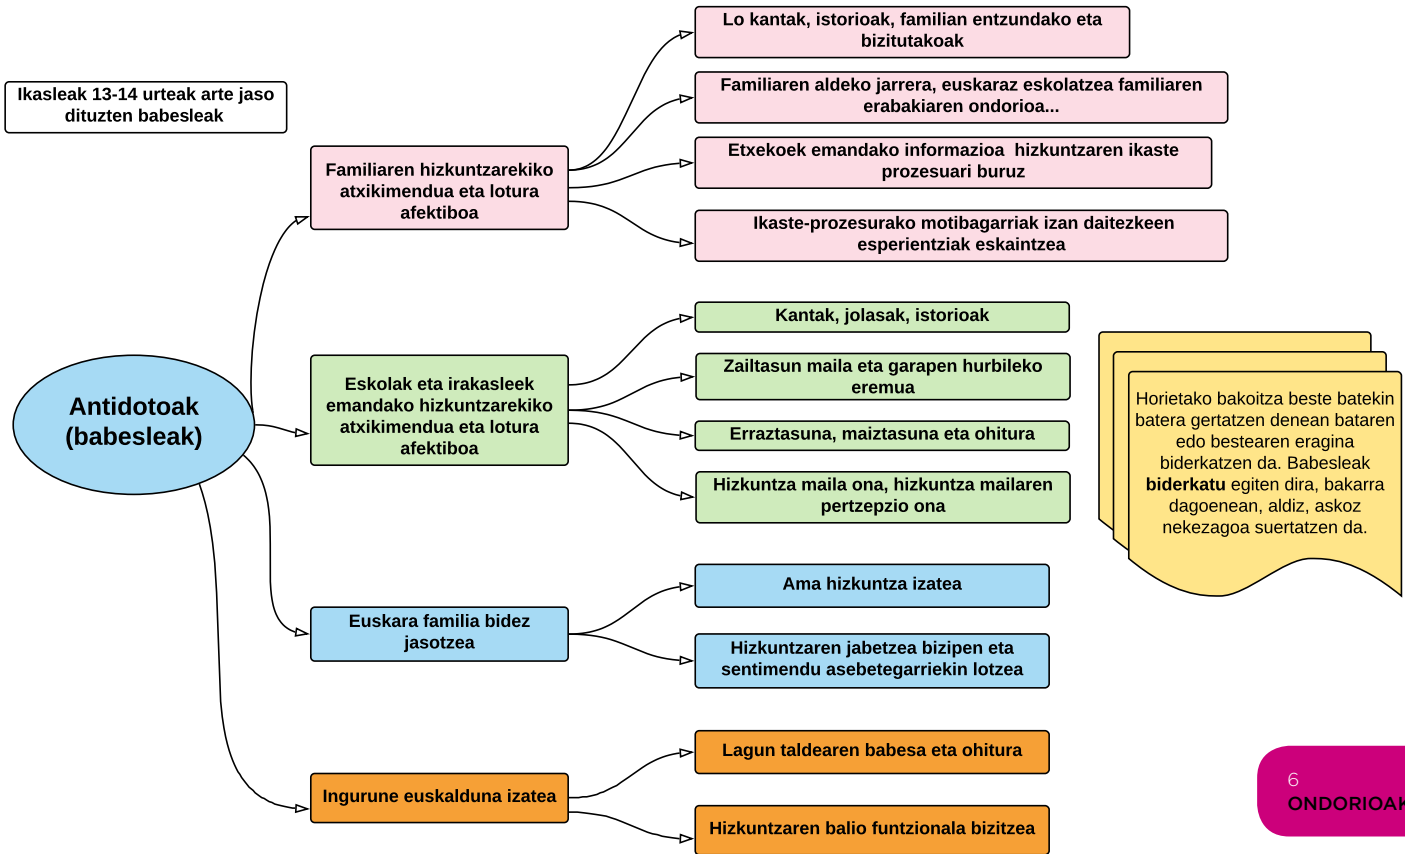 Ikasleak 13-14 urteak arte jaso
dituzten babesleak
Antidotoak
(babesleak)
Familiaren hizkuntzarekiko
atxikimendua eta lotura
afektiboa
Lo kantak, istorioak, familian entzundako eta
bizitutakoak
Familiaren aldeko jarrera, euskaraz eskolatzea familiaren
erabakiaren ondorioa...
Etxekoek emandako informazioa  hizkuntzaren ikaste
prozesuari buruz
Ikaste-prozesurako motibagarriak izan daitezkeen
esperientziak eskaintzea
Eskolak eta irakasleek
emandako hizkuntzarekiko
atxikimendua eta lotura
afektiboa
Kantak, jolasak, istorioak
Zailtasun maila eta garapen hurbileko
eremua
Erraztasuna, maiztasuna eta ohitura
Hizkuntza maila ona, hizkuntza mailaren
pertzepzio ona
Euskara familia bidez
jasotzea
Ama hizkuntza izatea
Hizkuntzaren jabetzea bizipen eta
sentimendu asebetegarriekin lotzea
Ingurune euskalduna izatea
Lagun taldearen babesa eta ohitura
Hizkuntzaren balio funtzionala bizitzea
Horietako bakoitza beste batekin
batera gertatzen denean bataren
edo bestearen eragina
biderkatzen da. Babesleak
biderkatu egiten dira, bakarra
dagoenean, aldiz, askoz
nekezagoa suertatzen da.
6
ONDORIOAK